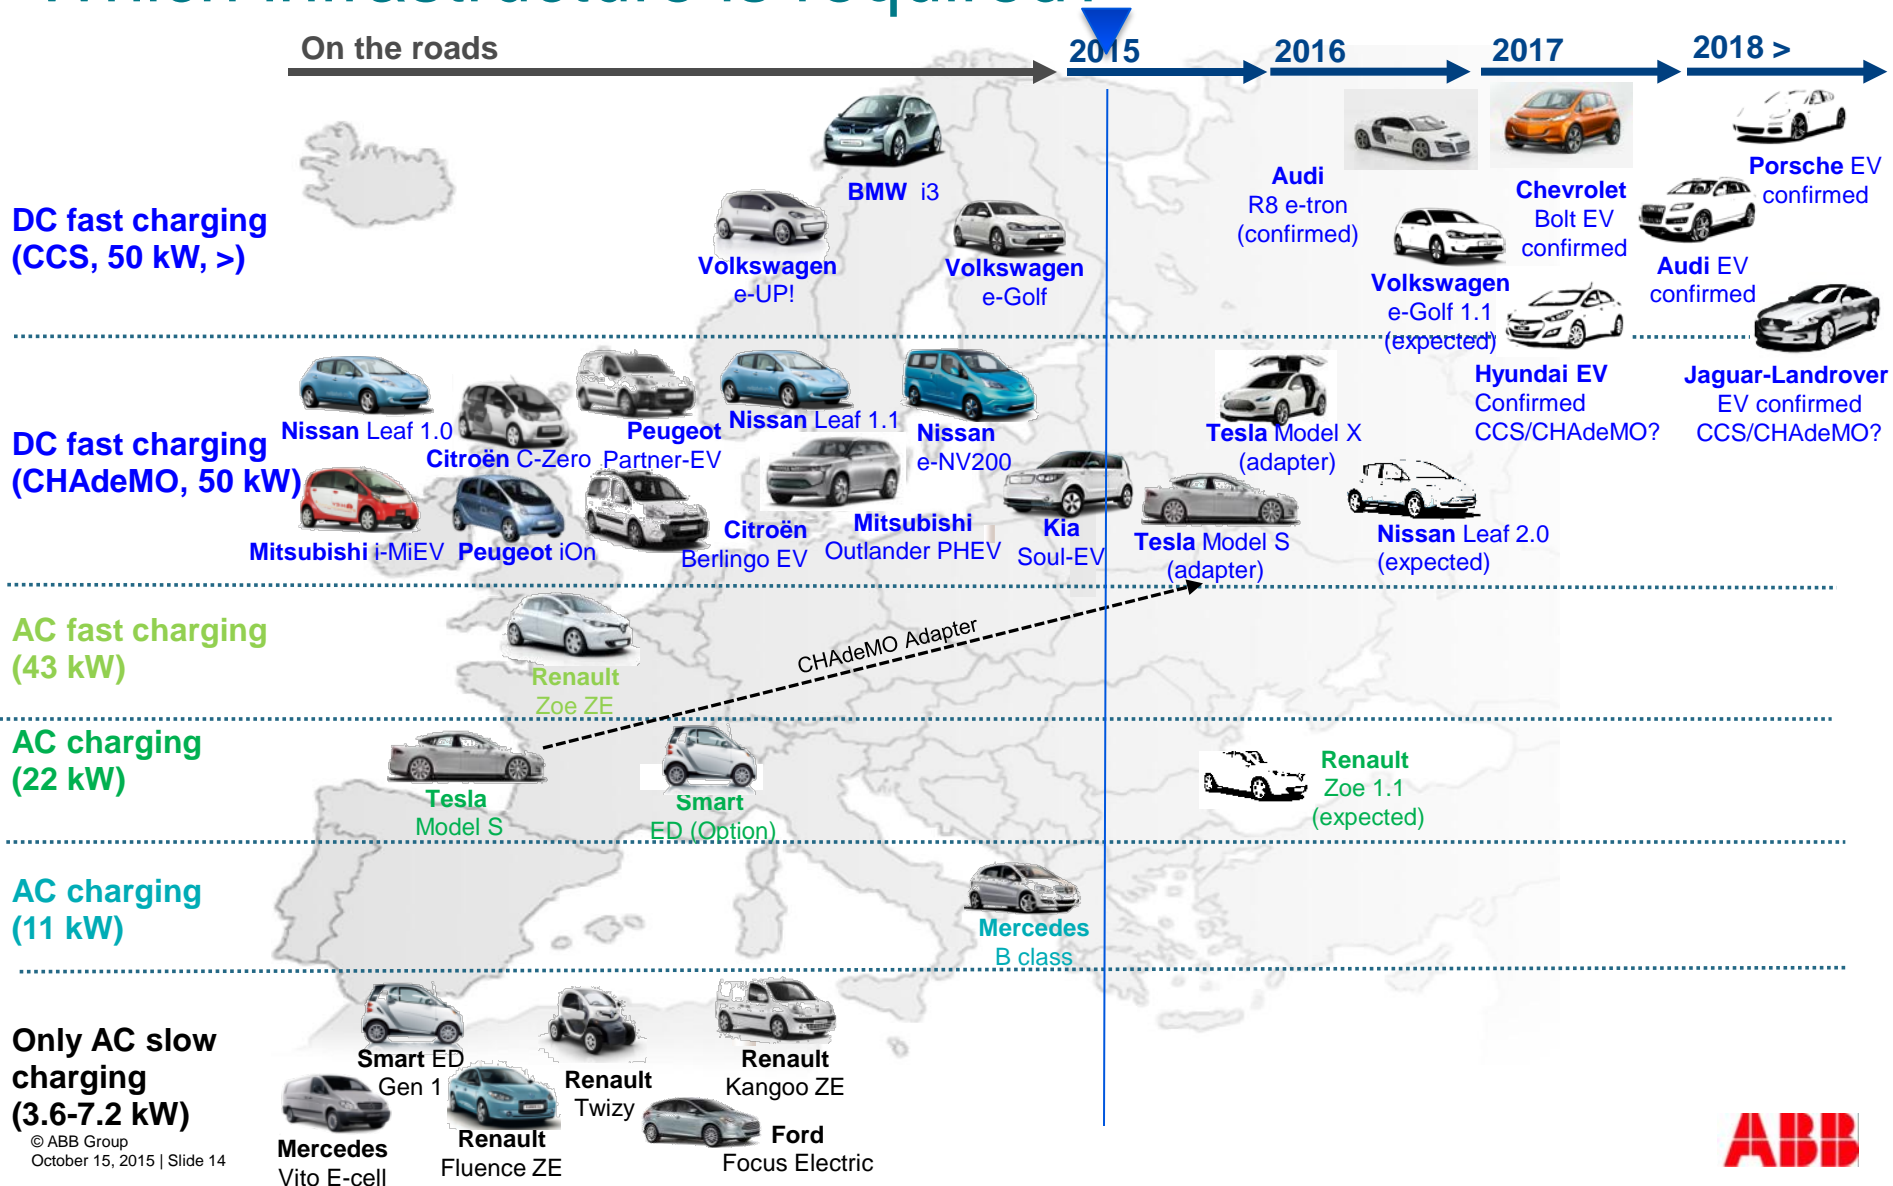 Which infrastructure is required?
On the roads
2015
2016
2017
2018 >
DC fast charging
(CCS, 50 kW, >)
BMW i3
Volkswagen
e-UP!
Volkswagen
e-Golf
Audi
R8 e-tron
(confirmed)
Volkswagen
e-Golf 1.1
(expected)
Chevrolet
Bolt EV
confirmed
Porsche EV
confirmed
Audi EV
confirmed
Hyundai EV
Confirmed
CCS/CHAdeMO?
Jaguar-Landrover
EV confirmed
CCS/CHAdeMO?
DC fast charging
(CHAdeMO, 50 kW)
Nissan Leaf 1.0
Citroën C-Zero
Peugeot
Partner-EV
Nissan Leaf 1.1
Nissan
e-NV200
Mitsubishi i-MiEV
Peugeot iOn
Citroën
Berlingo EV
Mitsubishi
Outlander PHEV
Kia
Soul-EV
Tesla Model X
(adapter)
Tesla Model S
(adapter)
Nissan Leaf 2.0
(expected)
AC fast charging
(43 kW)
Renault
Zoe ZE
CHAdeMO Adapter
AC charging
(22 kW)
Tesla
Model S
Smart
ED (Option)
Renault
Zoe 1.1
(expected)
AC charging
(11 kW)
Mercedes
B class
Only AC slow
charging
(3.6-7.2 kW)
Smart ED
Gen 1
Renault
Twizy
Renault
Kangoo ZE
Mercedes
Vito E-cell
Renault
Fluence ZE
Ford
Focus Electric
© ABB Group
October 15, 2015 | Slide 14
ABB